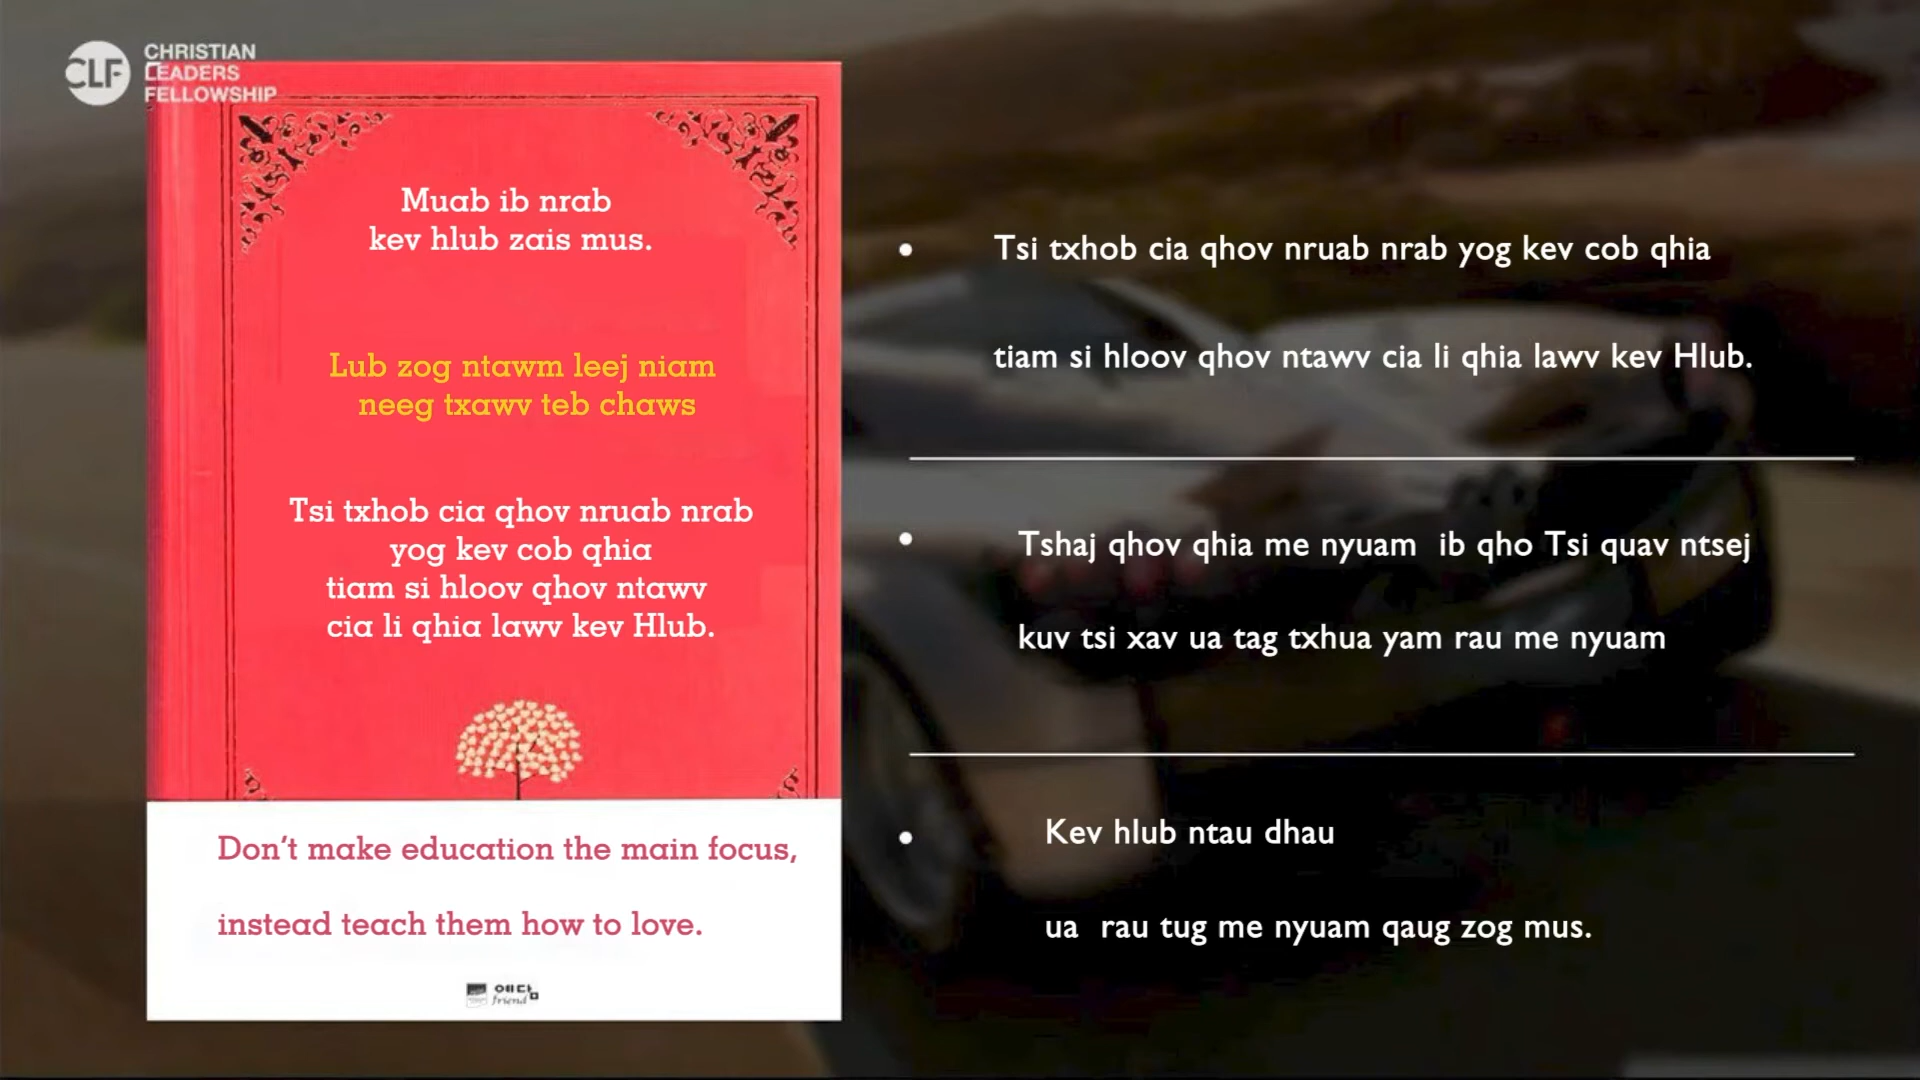 CLF
CHRISTIAN
LEADERS
FELLOWSHIP
Muab ib nrab
kev hlub zais mus.
Lub zog ntawm leej niam
neeg txawv teb chaws
Tsi txhob cia qhov nruab nrab
yog kev cob qhia
tiam si hloov qhov ntawv
cia li qhia lawv kev Hlub.
Don't make education the main focus,
instead teach them how to love.
friend
• Tsi txhob cia qhov nruab nrab yog kev cob qhia
tiam si hloov qhov ntawv cia li qhia lawv kev Hlub.
• Tshaj qhov qhia me nyuam ib qho Tsi quav ntsej
kuv tsi xav ua tag txhua yam rau me nyuam
• Kev hlub ntau dhau
ua rau tug me nyuam qaug zog mus.